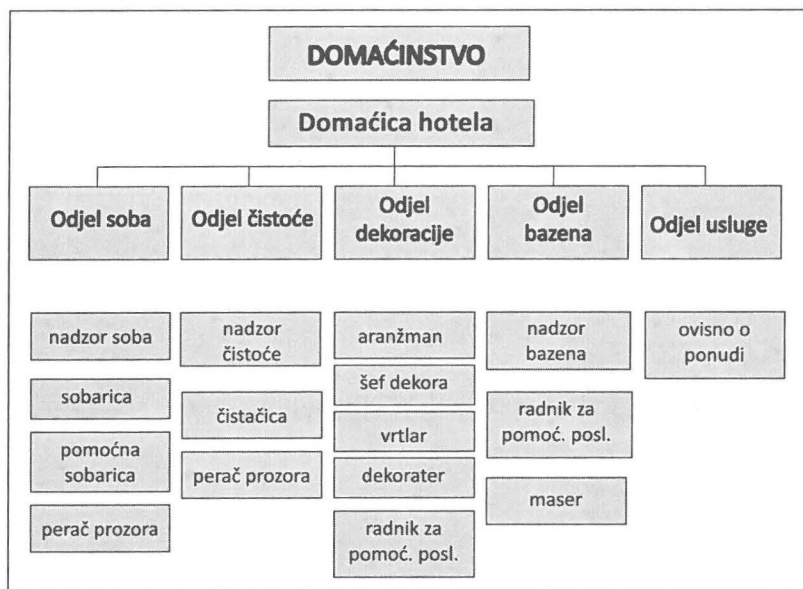 DOMAĆINSTVO
Domaćica hotela
Odjel soba
Odjel čistoće
Odjel
dekoracije
Odjel
bazena
Odjel usluge
nadzor soba
sobarica
pomoćna
sobarica
perač prozora
nadzor
čistoće
čistačica
perač prozora
aranžman
šef dekora
vrtlar
dekorater
radnik za
pomoć. posl.
nadzor
bazena
radnik za
pomoć. posl.
maser
ovisno o
ponudi